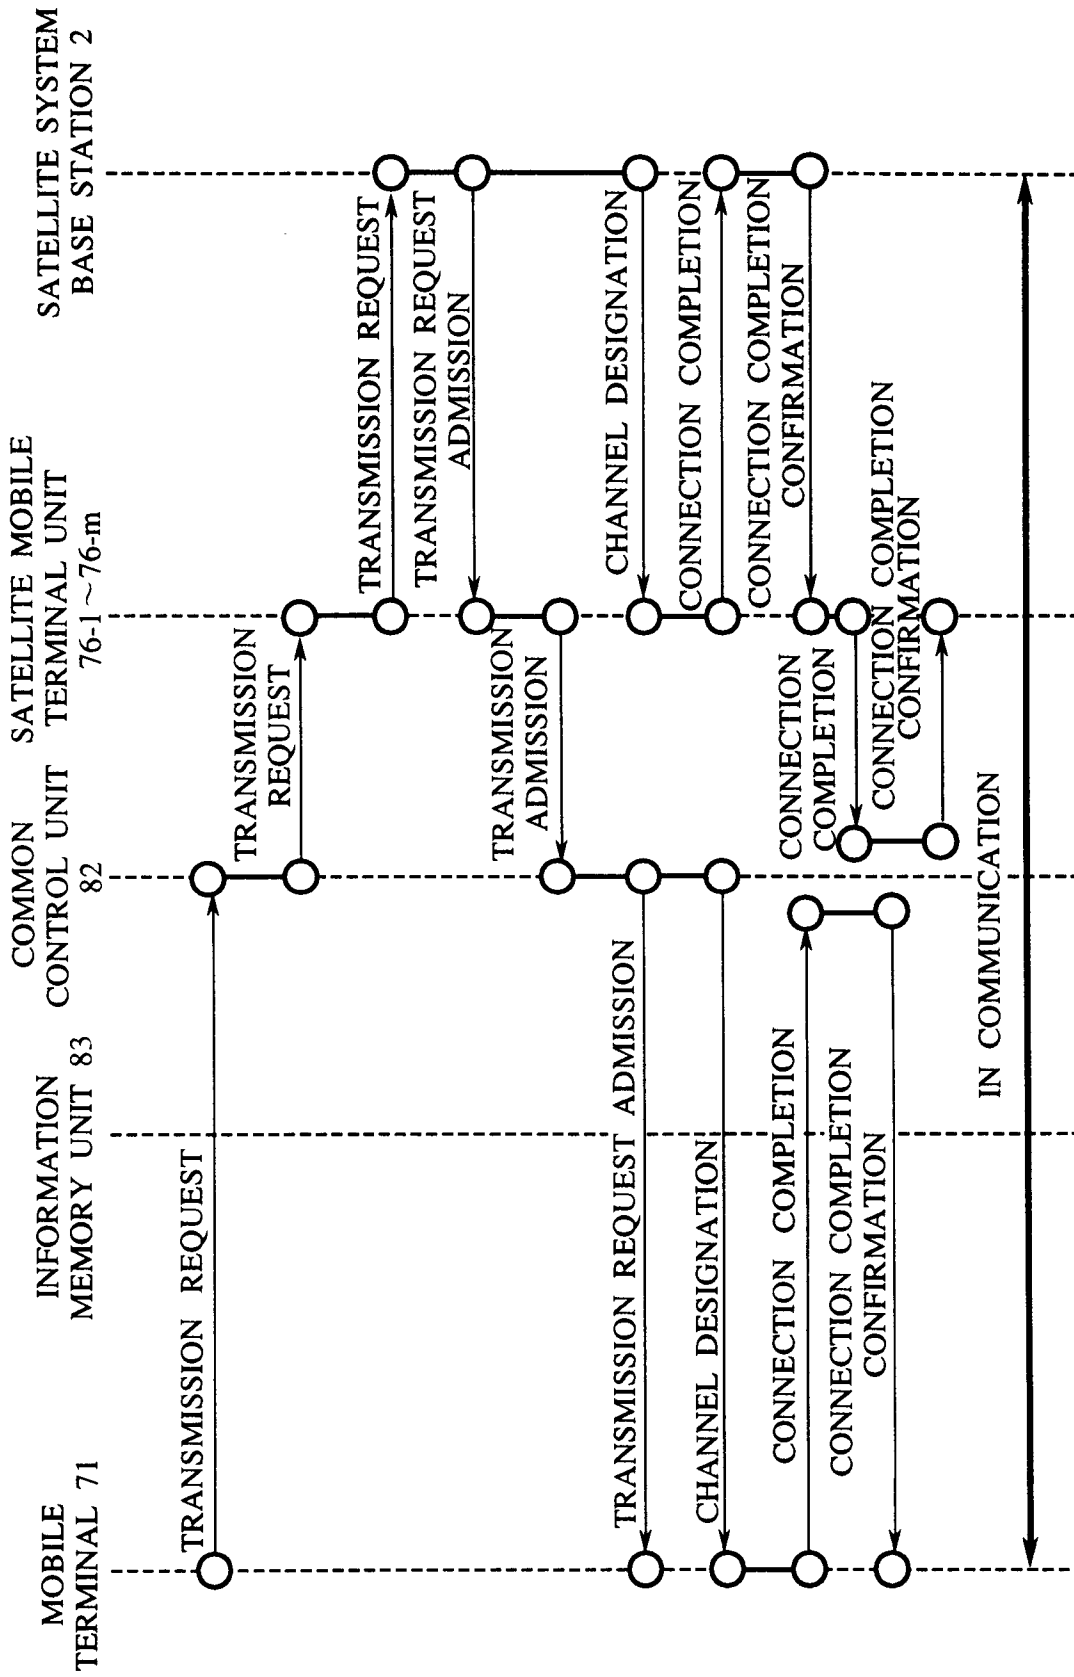 MOBILE
TERMINAL 71
INFORMATION
MEMORY UNIT 83
COMMON
CONTROL UNIT
82
SATELLITE MOBILE
TERMINAL UNIT
76-1~76-m
SATELLITE SYSTEM
BASE STATION 2
TRANSMISSION REQUEST
TRANSMISSION
REQUEST
TRANSMISSION REQUEST
TRANSMISSION REQUEST
ADMISSION
TRANSMISSION
ADMISSION
TRANSMISSION REQUEST ADMISSION
CHANNEL DESIGNATION
CHANNEL DESIGNATION
CONNECTION COMPLETION
CONNECTION COMPLETION
CONNECTION COMPLETION
CONFIRMATION
CONNECTION
COMPLETION
CONNECTION COMPLETION
CONFIRMATION
CONNECTION COMPLETION
CONFIRMATION
IN COMMUNICATION